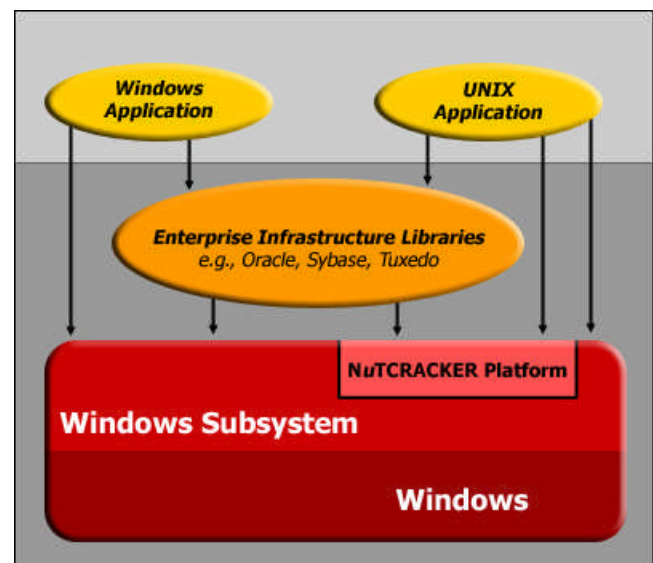 Windows
Application
UNIX
Application
Enterprise Infrastructure Libraries
e.g., Oracle, Sybase, Tuxedo
NuTCRACKER Platform
Windows Subsystem
Windows